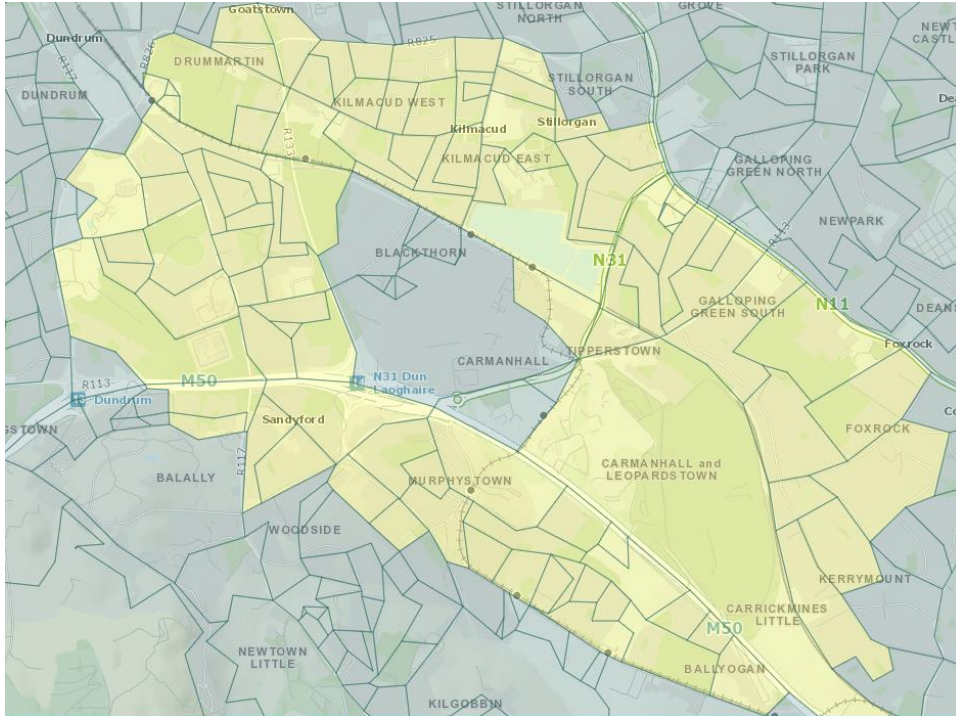 Goatstown
STILLORGAN
NORTH
GROVE
NEWT
CASTL
Dundrum
R826
R825
R117
DRUMMARTIN
STILLORGAN
PARK
DUNDRUM
STILLORGAN
SOUTH
Dea
KILMACUD WEST
Kilmacud
Stillorgan
R133
KILMACUD EAST
GALLOPING
GREEN NORTH
NEWPARK
R113
BLACKTHORN
N31
GALLOPING
GREEN SOUTH
N11
DEANS
Foxrock
CARMANHALL
TIPPERSTOWN
M50
N31 Dun
Laoghaire
R113
Dundrum
Co
GSTOWN
Sandyford
FOXROCK
R117
BALALLY
MURPHYSTOWN
CARMANHALL and
LEOPARDSTOWN
WOODSIDE
KERRYMOUNT
CARRICKMINES
LITTLE
M50
NEWTOWN
LITTLE
BALLYOGAN
KILGOBBIN